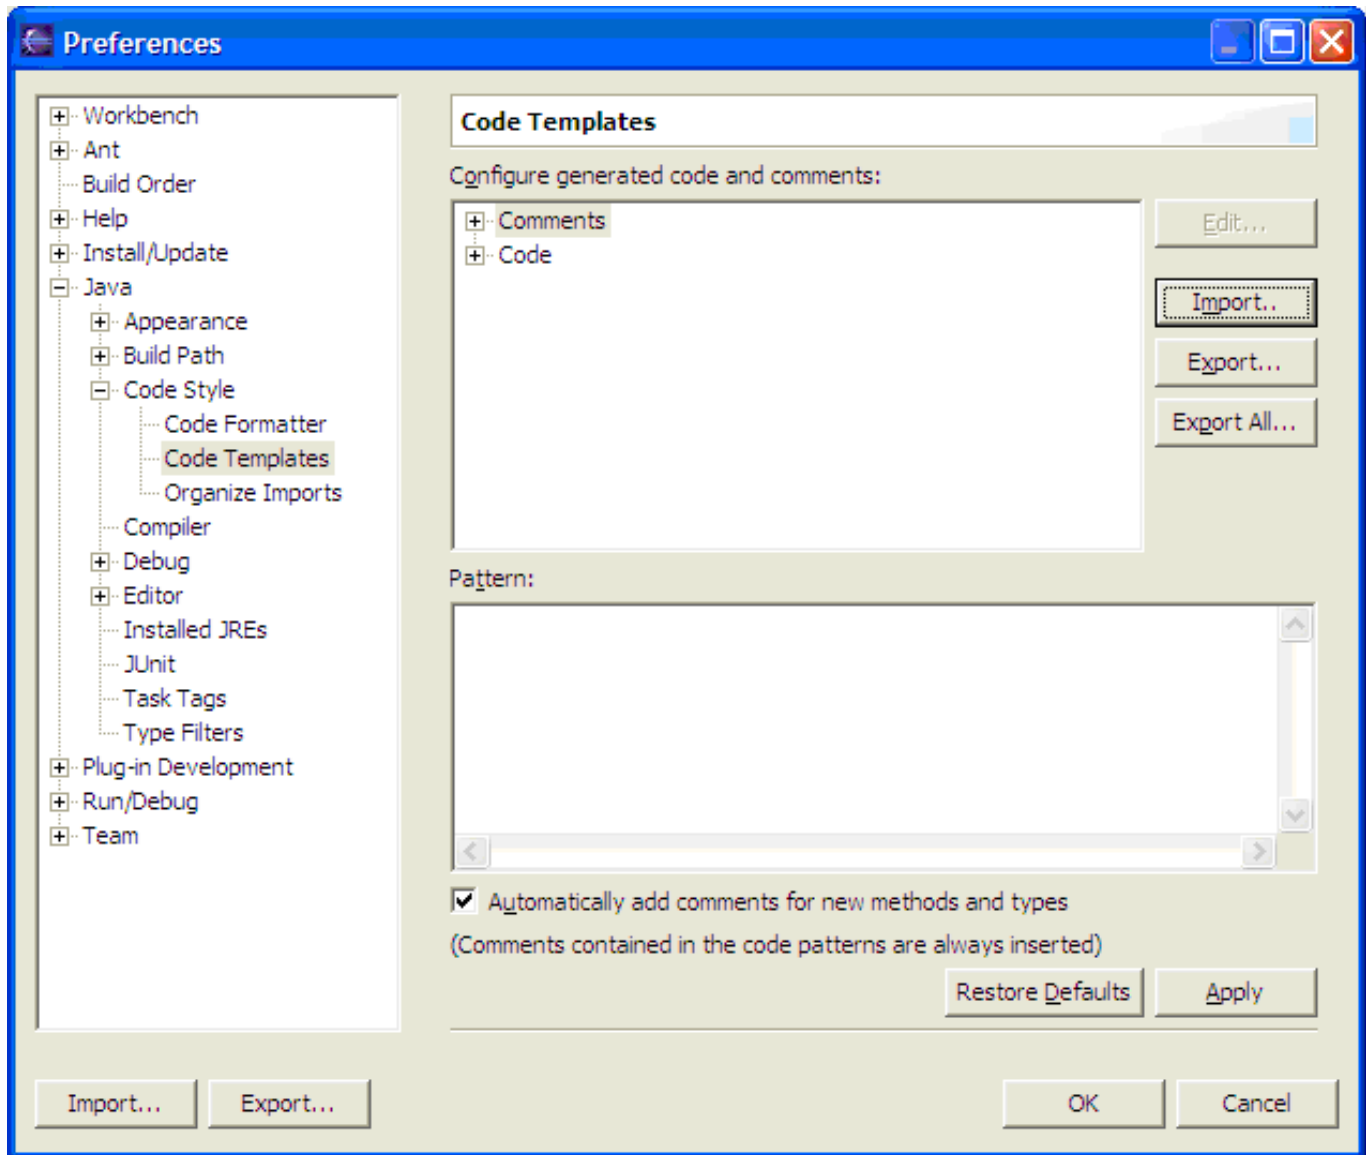 Preferences
Workbench
Ant
Build Order
Help
Install/Update
Java
Appearance
Build Path
Code Style
Code Formatter
Code Templates
Organize Imports
Compiler
Debug
Editor
Installed JREs
JUnit
Task Tags
Type Filters
Plug-in Development
Run/Debug
Team
Code Templates
Configure generated code and comments:
Comments
Code
Edit...
Import..
Export...
Export All...
Pattern:
Automatically add comments for new methods and types
(Comments contained in the code patterns are always inserted)
Restore Defaults
Apply
Import...
Export...
OK
Cancel